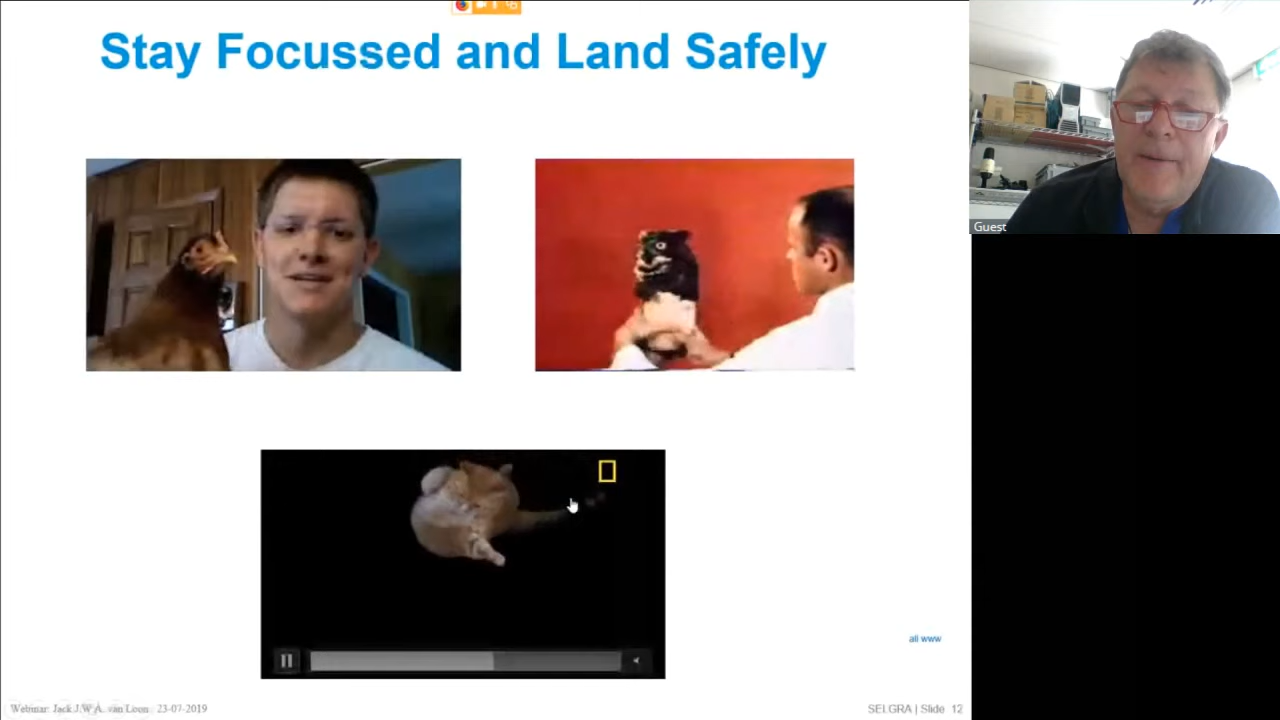 Stay Focussed and Land Safely
Guest
all www
Webinar: Jack J.W.A. van Loon 23-07-2019
SELGRA | Slide 12